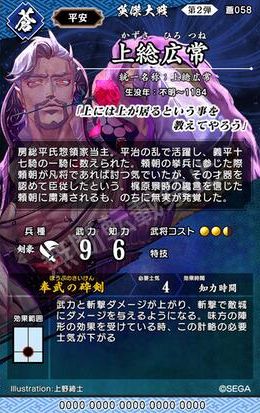 蒼
平安
英傑大戦
第2弾
蒼058
かずさ ひろ つね
上総広常
統一名称：上総広常
生没年：不明～1184
「上には上が居るという事を
教えてやろう」
房総平氏惣領家当主。平治の乱で活躍し、義平十
七騎の一騎に数えられた。頼朝の挙兵に参じた際
頼朝が凡将であれば討つ気でいたが、その才器を
認めて臣従したという。梶原景時の讒言を信じた
頼朝に粛清されるも、のちに無実が発覚した。
兵種 武力 知力 武将コスト
剣豪 9 6 特技
ほうぶのさいけん
奉武の砕剣
必要士気 4
効果時間 知力時間
効果範囲
武力と斬撃ダメージが上がり、斬撃で敵城
にダメージを与えるようになる。味方の陣
形の効果を受けている時、この計略の必要
士気が下がる
Illustration:上野綺士
©SEGA
0000-0000-0000-0000-0000